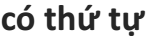 có thứ tự